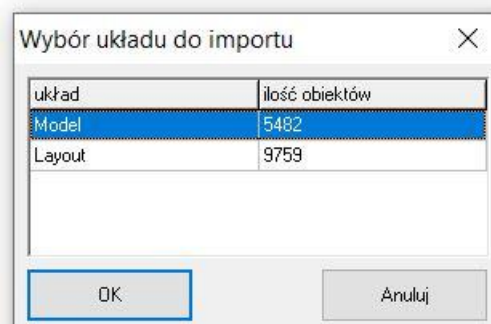 Wybór układu do importu
układ ilość obiektów
Model 5482
Layout 9759
OK Anuluj